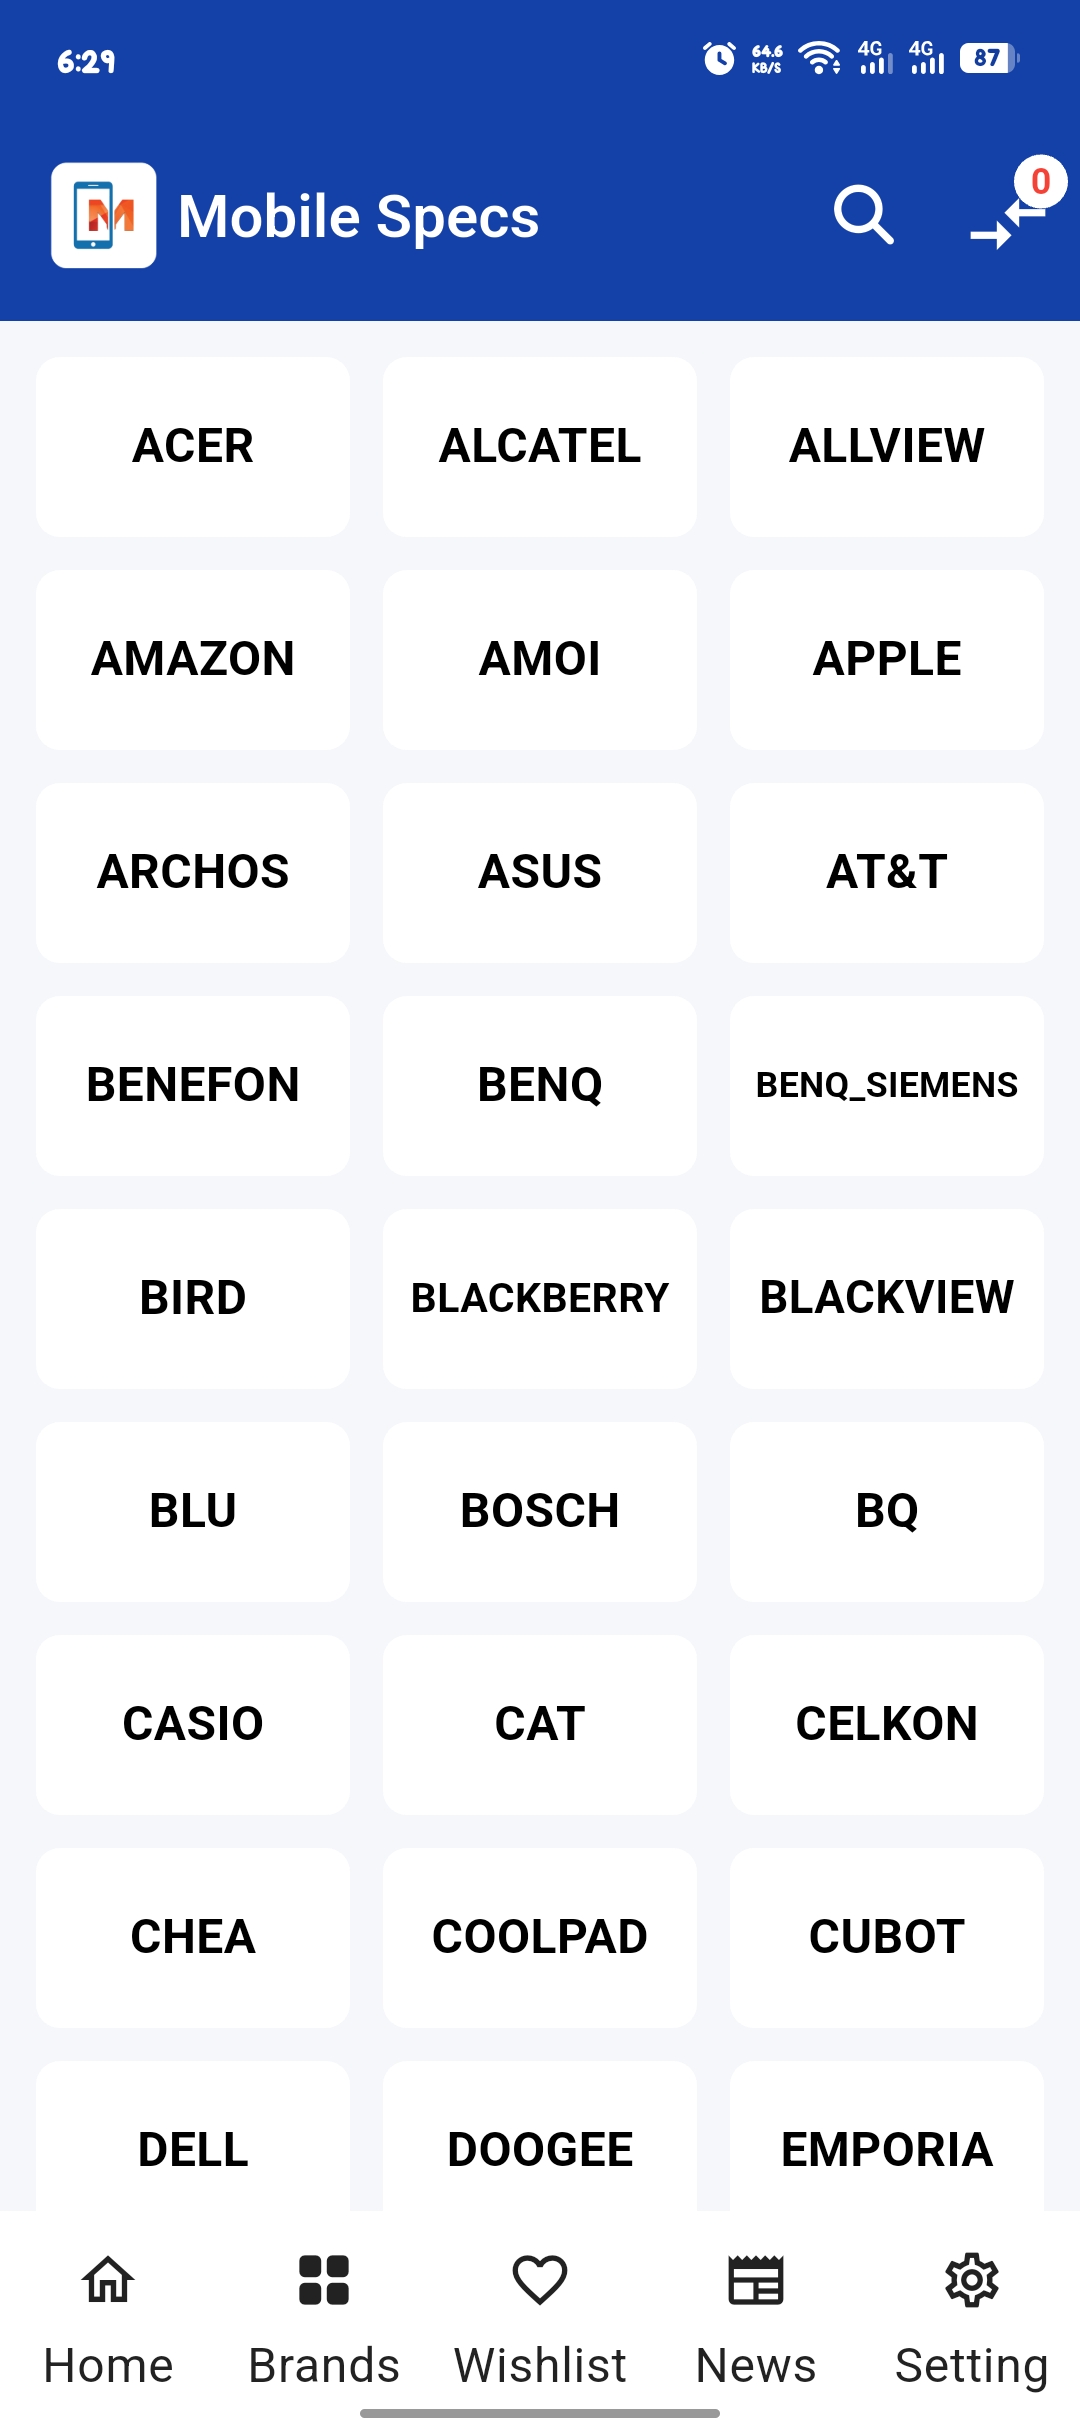 6:29
64.6
KB/S
4G
4G
87
M
Mobile Specs
0
ACER
ALCATEL
ALLVIEW
AMAZON
AMOI
APPLE
ARCHOS
ASUS
AT&T
BENEFON
BENQ
BENQ_SIEMENS
BIRD
BLACKBERRY
BLACKVIEW
BLU
BOSCH
BQ
CASIO
CAT
CELKON
CHEA
COOLPAD
CUBOT
DELL
DOOGEE
EMPORIA
Home
Brands
Wishlist
News
Setting